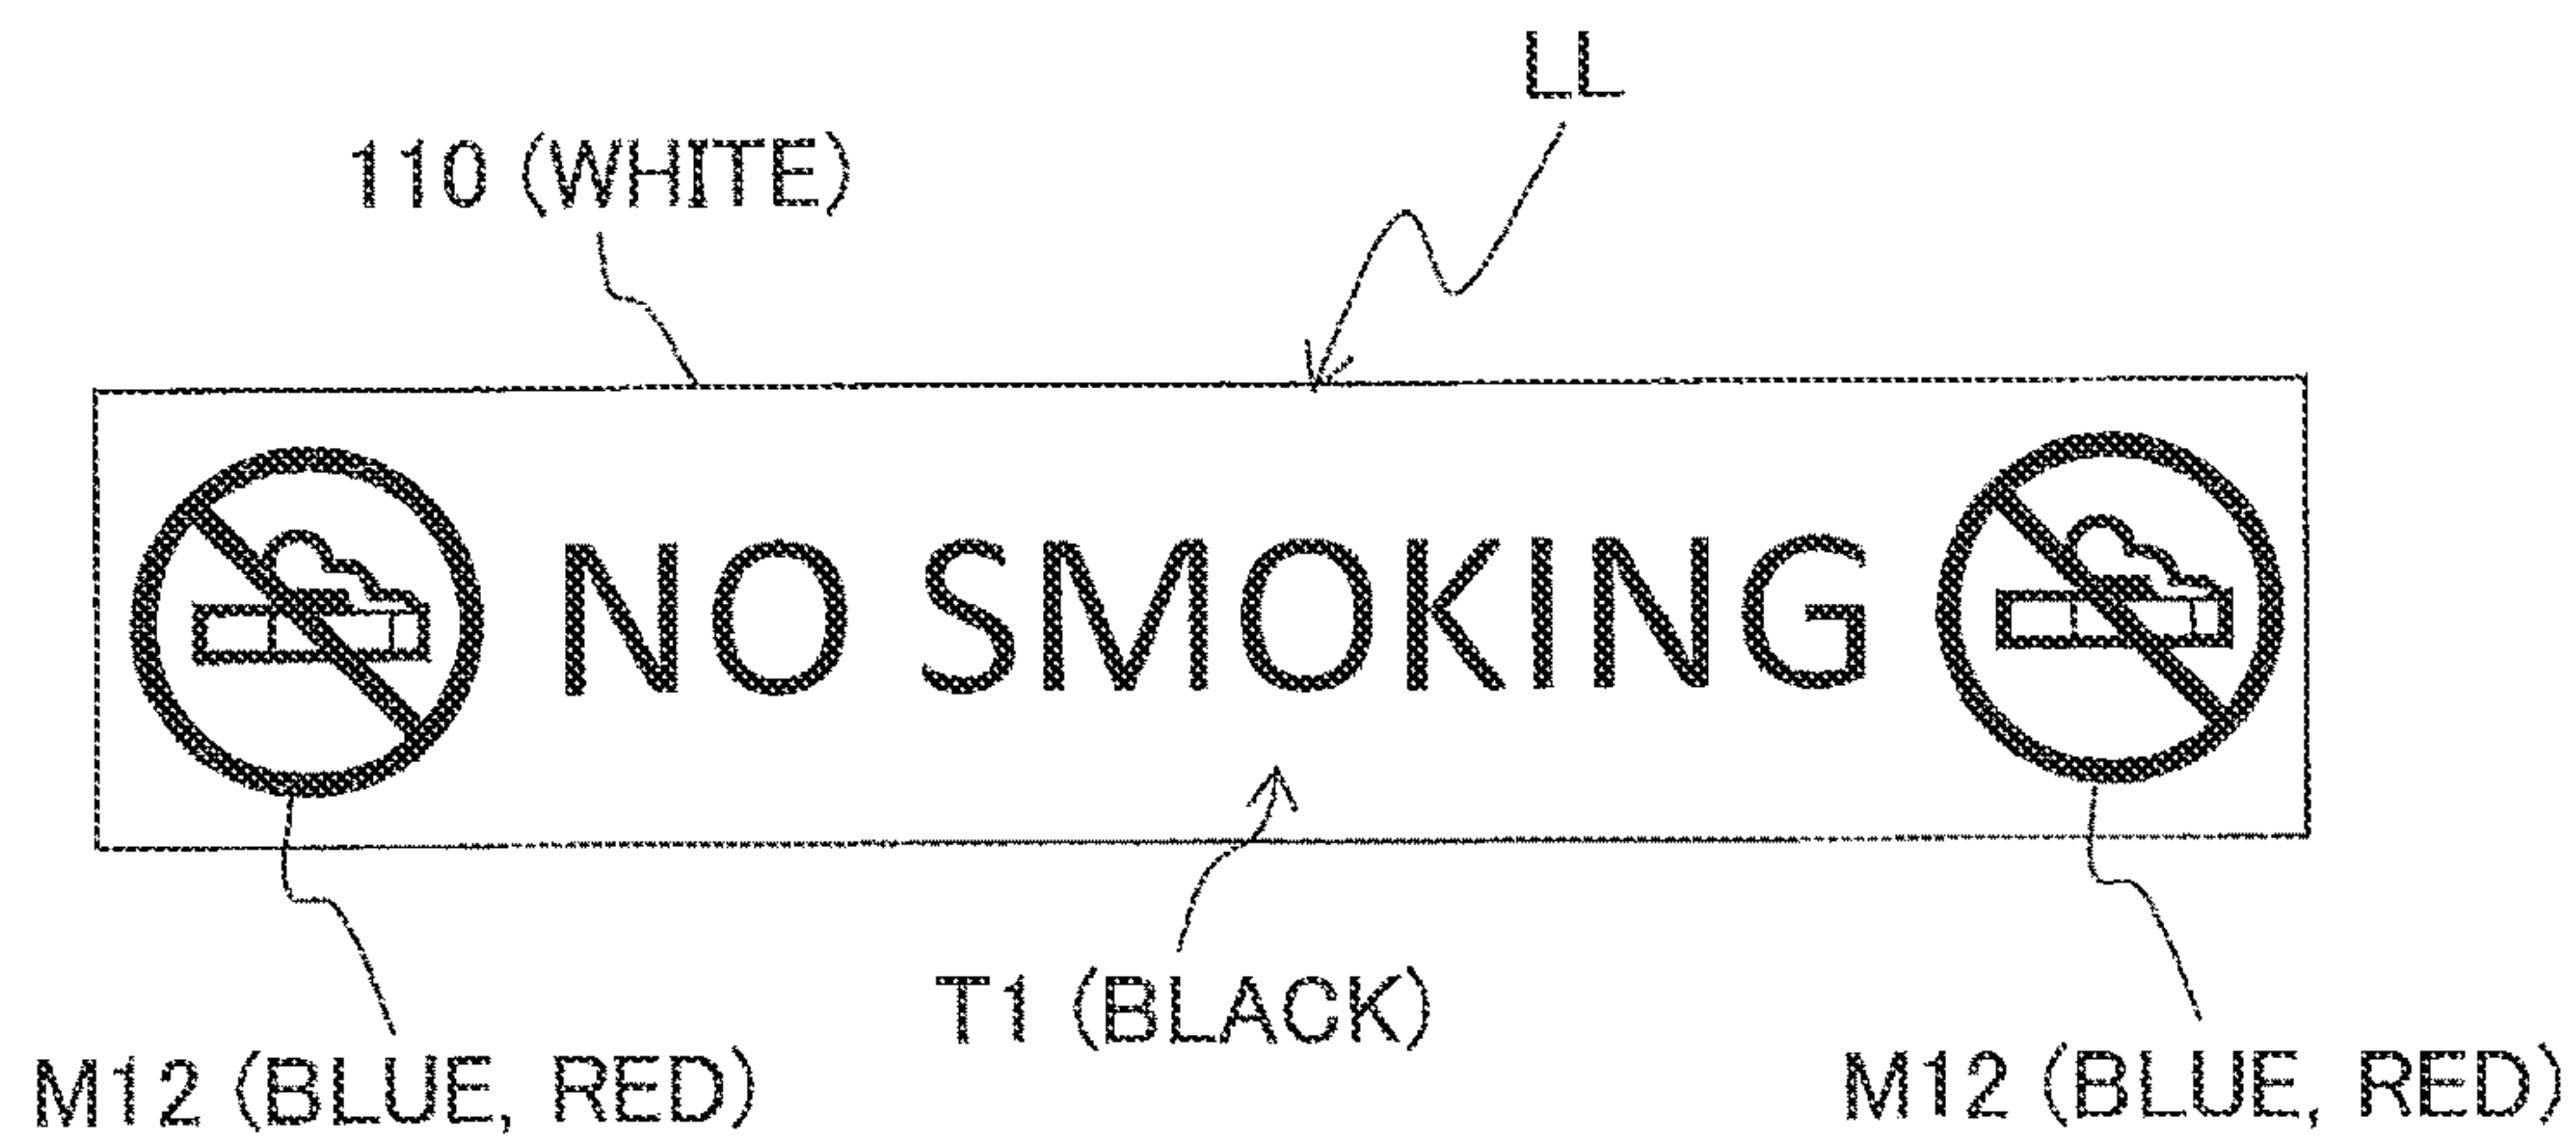 LL
110 (WHITE)
NO SMOKING
T1 (BLACK)
M12 (BLUE, RED)
M12 (BLUE, RED)